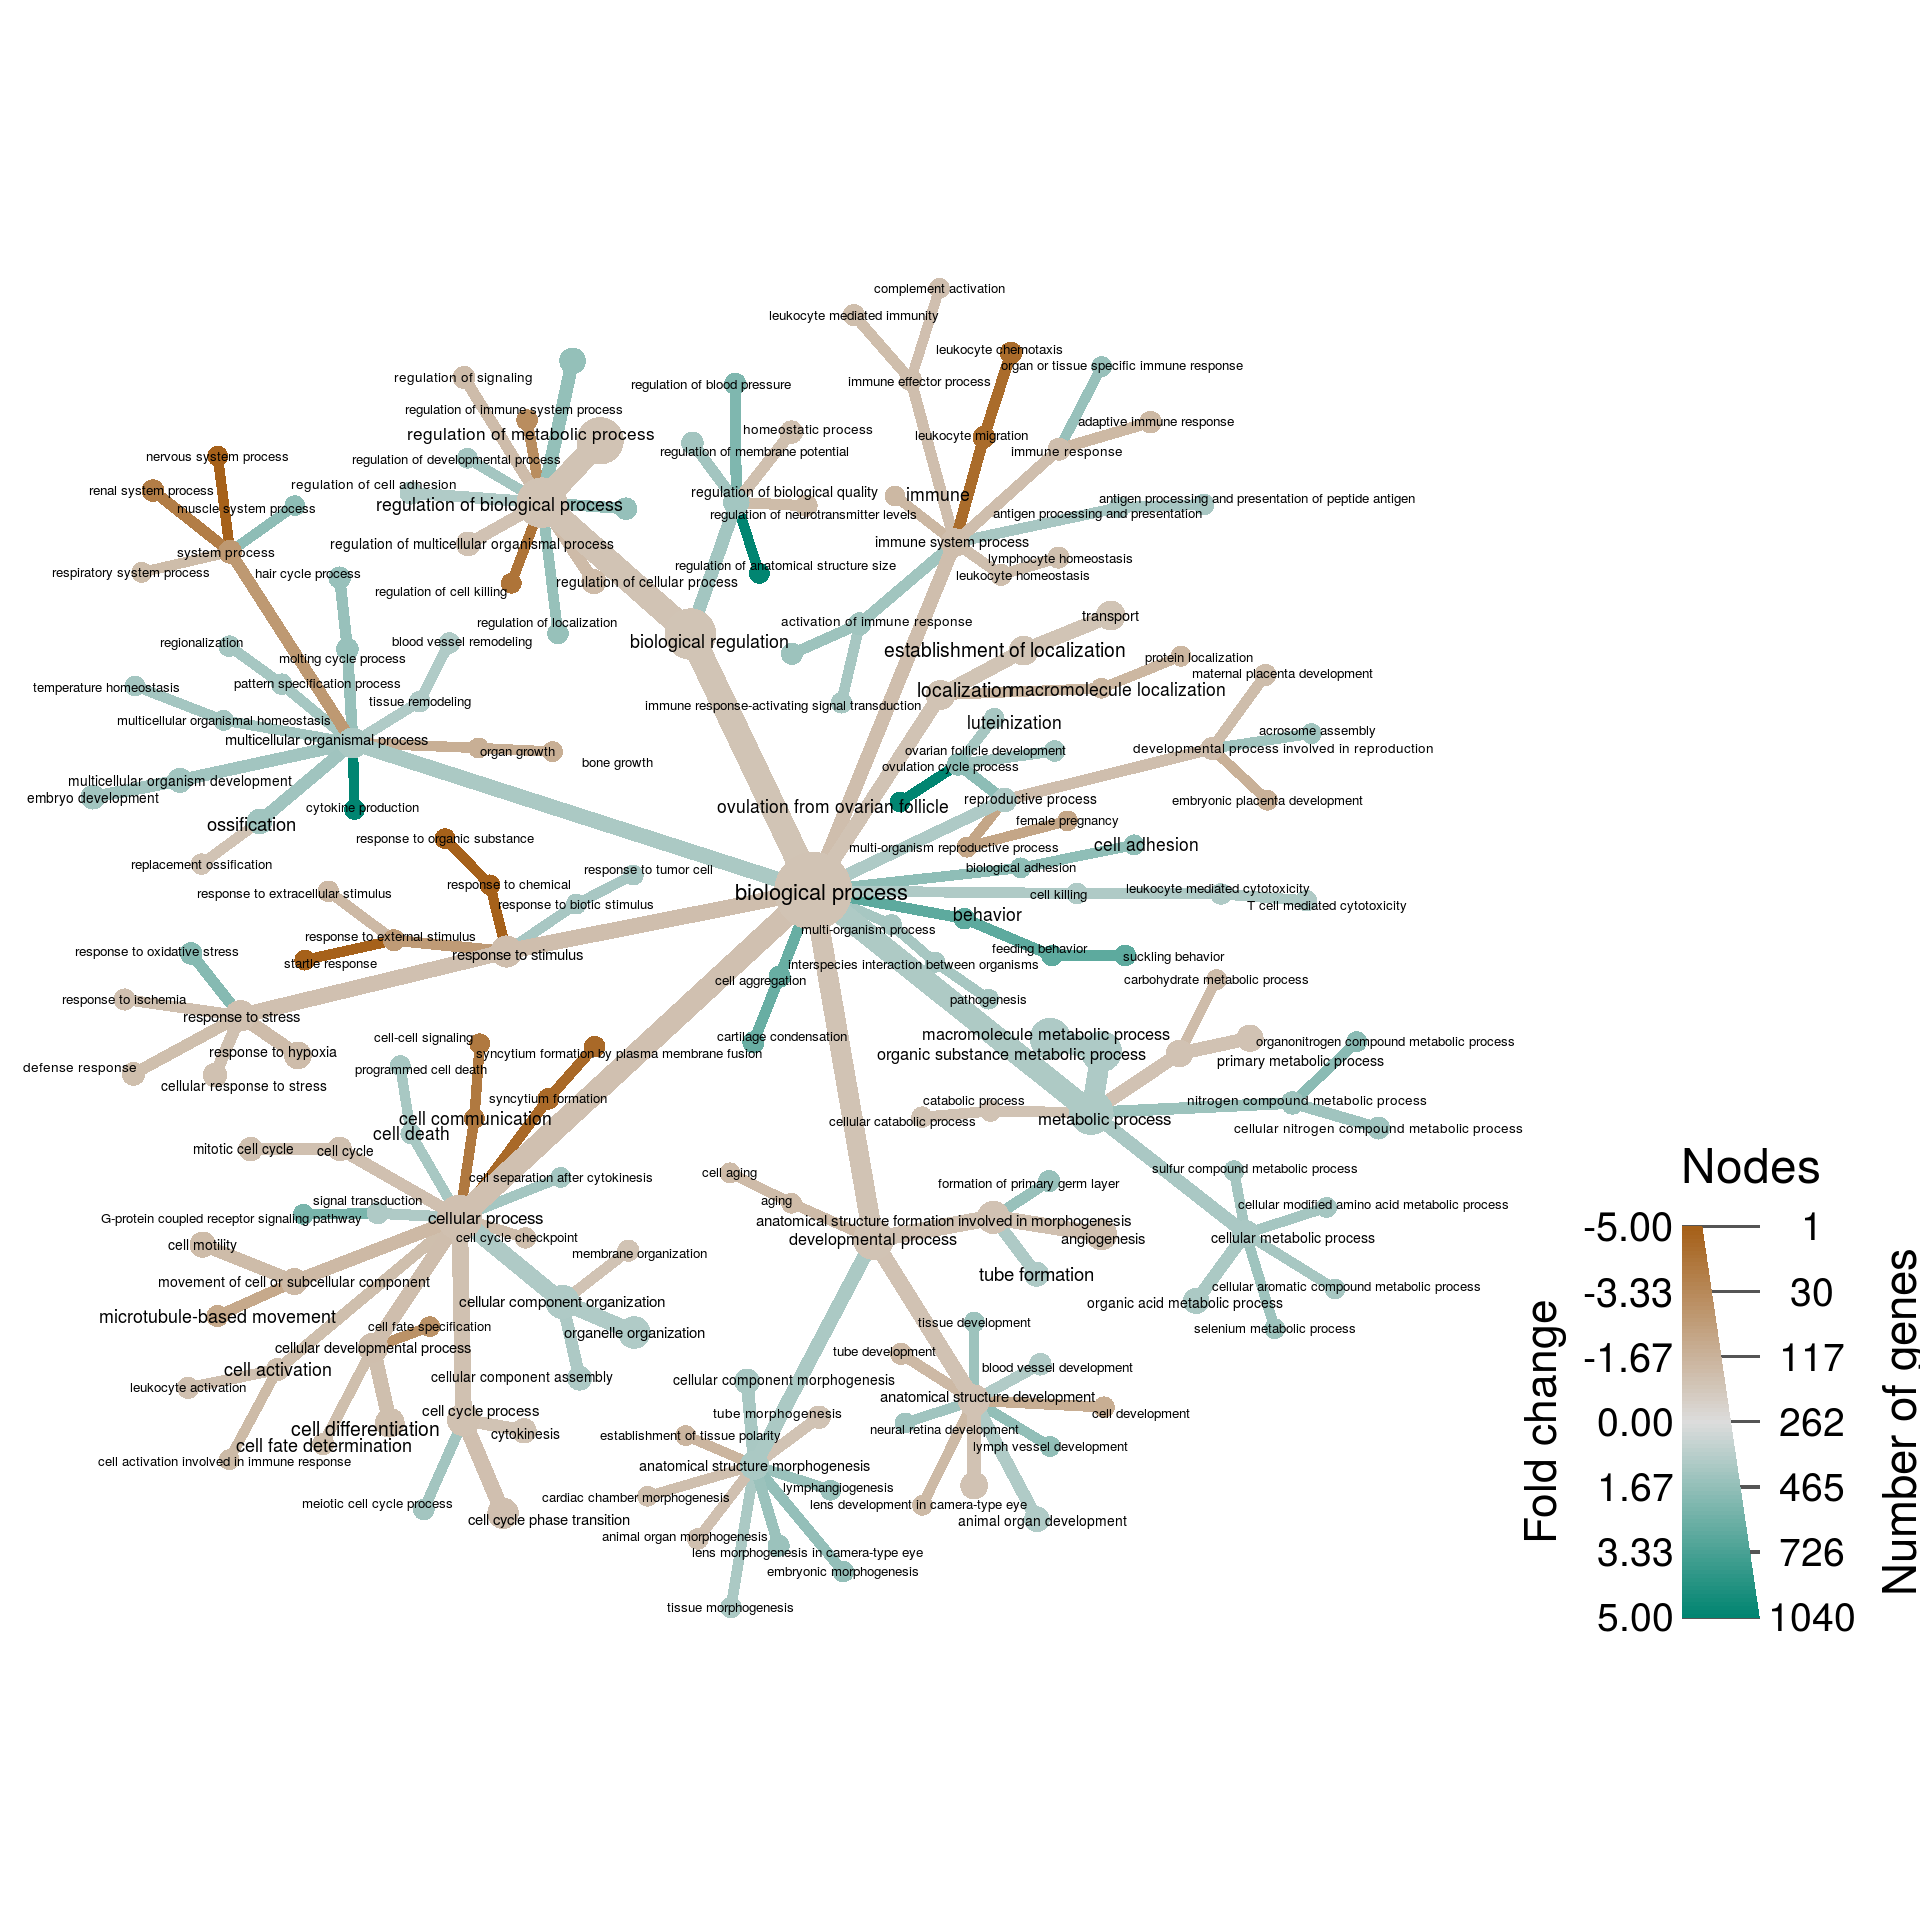 complement activation
leukocyte mediated immunity
leukocyte chemotaxis
organ or tissue specific immune response
regulation of signaling
regulation of blood pressure
immune effector process
regulation of immune system process
adaptive immune response
regulation of metabolic process
homeostatic process
leukocyte migration
nervous system process
regulation of developmental process
regulation of membrane potential
immune response
renal system process
regulation of cell adhesion
regulation of biological quality
immune
antigen processing and presentation of peptide antigen
muscle system process
regulation of biological process
regulation of neurotransmitter levels
antigen processing and presentation
system process
regulation of multicellular organismal process
immune system process
respiratory system process
hair cycle process
regulation of anatomical structure size
lymphocyte homeostasis
leukocyte homeostasis
regulation of cell killing
regulation of cellular process
regulation of localization
activation of immune response
transport
regionalization
blood vessel remodeling
biological regulation
establishment of localization
molting cycle process
protein localization
temperature homeostasis
pattern specification process
maternal placenta development
tissue remodeling
immune response-activating signal transduction
localization
macromolecule localization
multicellular organismal homeostasis
luteinization
acrosome assembly
multicellular organismal process
organ growth
ovarian follicle development
developmental process involved in reproduction
bone growth
ovulation cycle process
multicellular organism development
embryo development
cytokine production
ovulation from ovarian follicle
reproductive process
embryonic placenta development
ossification
female pregnancy
response to organic substance
multi-organism reproductive process
cell adhesion
replacement ossification
response to tumor cell
biological adhesion
response to extracellular stimulus
response to chemical
biological process
cell killing
leukocyte mediated cytotoxicity
response to biotic stimulus
T cell mediated cytotoxicity
behavior
response to external stimulus
multi-organism process
response to oxidative stress
startle response
response to stimulus
feeding behavior
suckling behavior
interspecies interaction between organisms
cell aggregation
carbohydrate metabolic process
response to ischemia
pathogenesis
response to stress
cell-cell signaling
cartilage condensation
macromolecule metabolic process
organonitrogen compound metabolic process
response to hypoxia
syncytium formation by plasma membrane fusion
organic substance metabolic process
primary metabolic process
defense response
programmed cell death
cellular response to stress
syncytium formation
catabolic process
nitrogen compound metabolic process
cell communication
cellular catabolic process
metabolic process
cellular nitrogen compound metabolic process
cell death
mitotic cell cycle
cell cycle
cell separation after cytokinesis
cell aging
sulfur compound metabolic process
signal transduction
aging
formation of primary germ layer
cellular modified amino acid metabolic process
G-protein coupled receptor signaling pathway
cellular process
anatomical structure formation involved in morphogenesis
cell motility
cell cycle checkpoint
developmental process
angiogenesis
cellular metabolic process
membrane organization
movement of cell or subcellular component
tube formation
cellular aromatic compound metabolic process
microtubule-based movement
cellular component organization
organic acid metabolic process
cell fate specification
organelle organization
tissue development
selenium metabolic process
cellular developmental process
tube development
cell activation
cellular component assembly
cellular component morphogenesis
blood vessel development
leukocyte activation
anatomical structure development
cell cycle process
tube morphogenesis
cell development
cell differentiation
cytokinesis
establishment of tissue polarity
neural retina development
cell fate determination
lymph vessel development
cell activation involved in immune response
anatomical structure morphogenesis
lymphangiogenesis
meiotic cell cycle process
cardiac chamber morphogenesis
lens development in camera-type eye
cell cycle phase transition
animal organ development
animal organ morphogenesis
lens morphogenesis in camera-type eye
embryonic morphogenesis
tissue morphogenesis
Nodes
Fold change
Number of genes
-5.00 1
-3.33 30
-1.67 117
0.00 262
1.67 465
3.33 726
5.00 1040